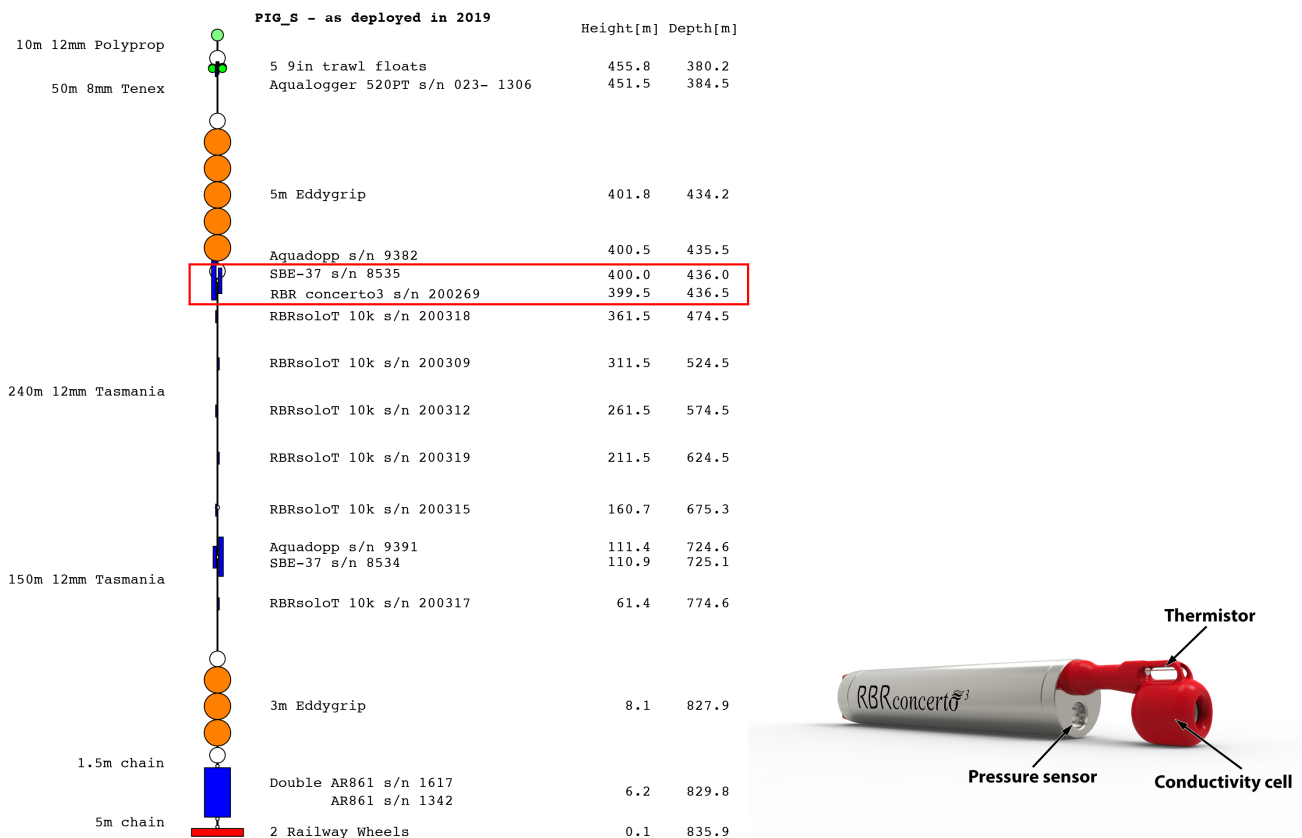 PIG_S - as deployed in 2019
Height[m] Depth[m]
10m 12mm Polyprop
5 9in trawl floats 455.8 380.2
50m 8mm Tenex
Aqualogger 520PT s/n 023- 1306 451.5 384.5
5m Eddygrip 401.8 434.2
Aquadopp s/n 9382 400.5 435.5
SBE-37 s/n 8535 400.0 436.0
RBR concerto3 s/n 200269 399.5 436.5
RBRsoloT 10k s/n 200318 361.5 474.5
RBRsoloT 10k s/n 200309 311.5 524.5
240m 12mm Tasmania
RBRsoloT 10k s/n 200312 261.5 574.5
RBRsoloT 10k s/n 200319 211.5 624.5
RBRsoloT 10k s/n 200315 160.7 675.3
Aquadopp s/n 9391 111.4 724.6
SBE-37 s/n 8534 110.9 725.1
150m 12mm Tasmania
RBRsoloT 10k s/n 200317 61.4 774.6
3m Eddygrip 8.1 827.9
1.5m chain
Double AR861 s/n 1617
AR861 s/n 1342 6.2 829.8
5m chain
2 Railway Wheels 0.1 835.9
Thermistor
RBRconcerto³
Pressure sensor
Conductivity cell